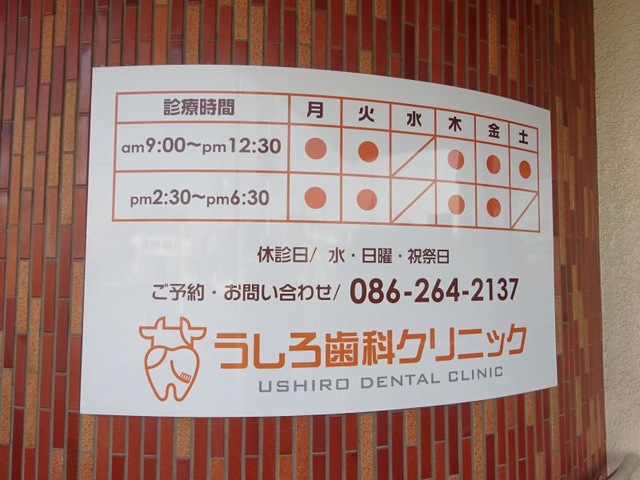 診療時間 月 火 水 木 金 土
am9:00〜pm12:30 ● ● ／ ● ● ●
pm2:30〜pm6:30 ● ● ／ ● ● ／
休診日/ 水・日曜・祝祭日
ご予約・お問い合わせ/ 086-264-2137
うしろ歯科クリニック
USHIRO DENTAL CLINIC